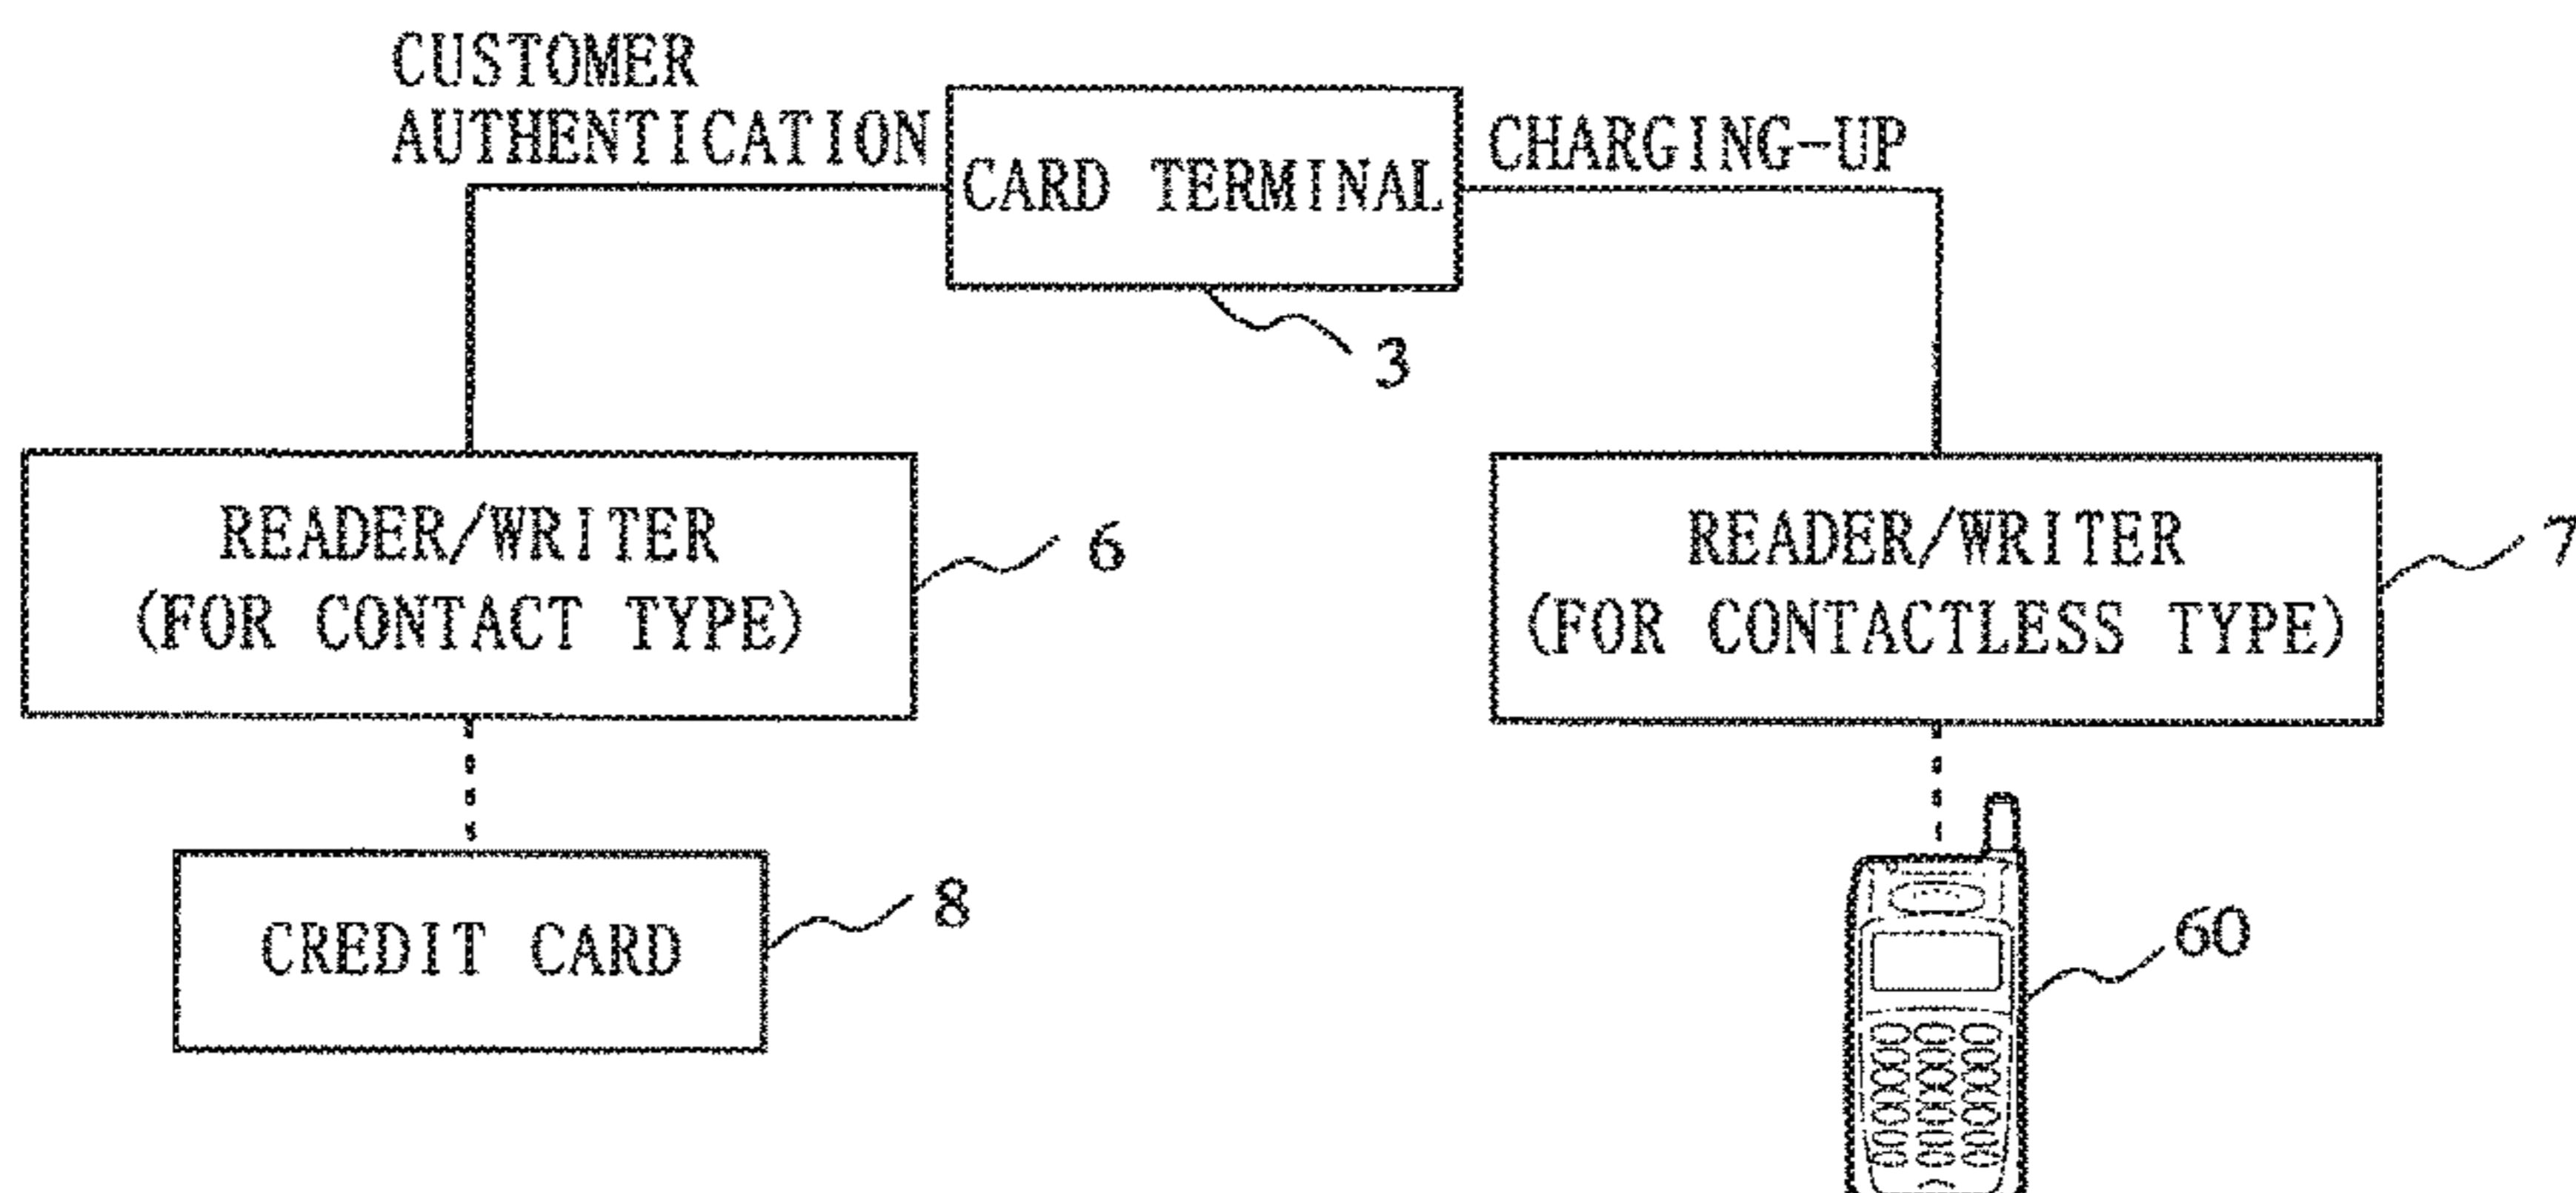 CUSTOMER
AUTHENTICATION
CARD TERMINAL
CHARGING-UP
3
READER/WRITER
(FOR CONTACT TYPE)
6
READER/WRITER
(FOR CONTACTLESS TYPE)
7
CREDIT CARD
8
60